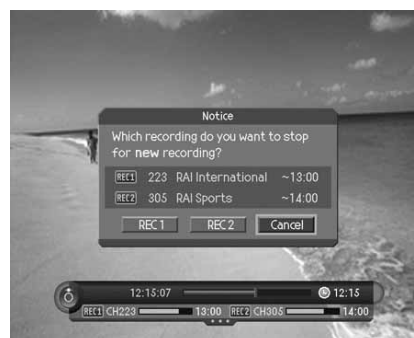 Notice
Which recording do you want to stop
for new recording?
REC1 223 RAI International ~13:00
REC2 305 RAI Sports ~14:00
REC 1 REC 2 Cancel
12:15:07 12:15
REC1 CH223 13:00 REC2 CH305 14:00